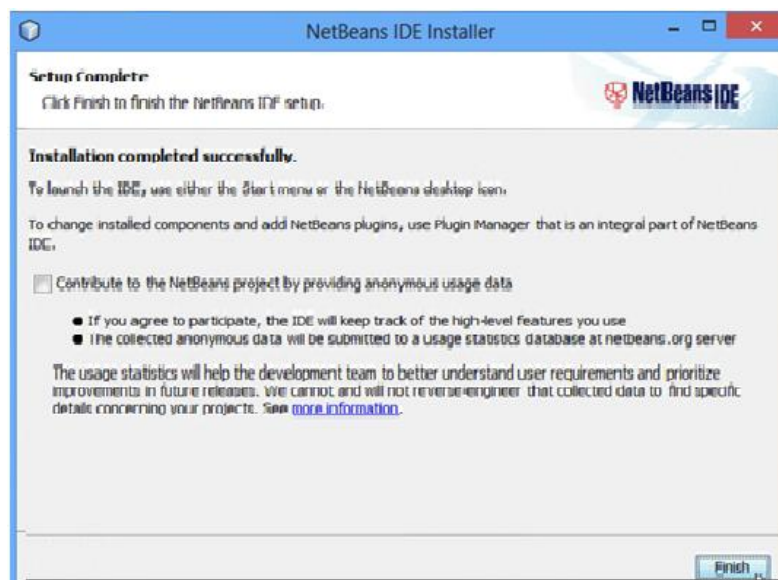 NetBeans IDE Installer
Setup Complete
Click Finish to finish the NetBeans IDE setup.
NetBeans IDE
Installation completed successfully.
To launch the IDE, use either the Start menu or the NetBeans desktop icon.
To change installed components and add NetBeans plugins, use Plugin Manager that is an integral part of NetBeans
IDE.
Contribute to the NetBeans project by providing anonymous usage data
If you agree to participate, the IDE will keep track of the high-level features you use
The collected anonymous data will be submitted to a usage statistics database at netbeans.org server
The usage statistics will help the development team to better understand user requirements and prioritize
improvements in future releases. We cannot and will not reverse-engineer that collected data to find specific
details concerning your projects. See more information.
Finish